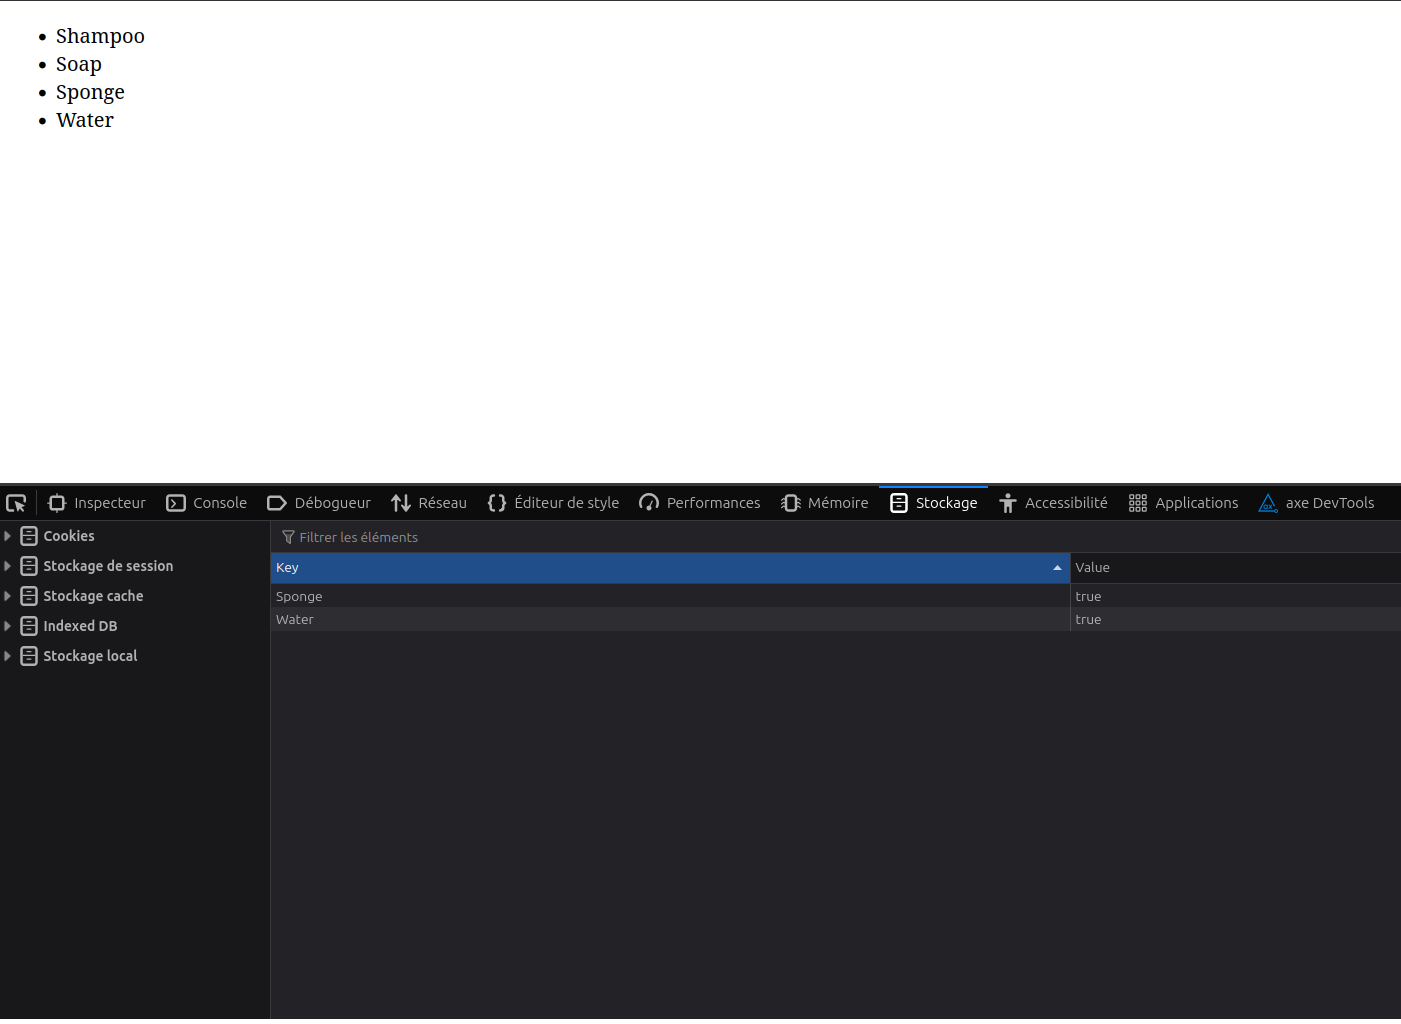 Shampoo
Soap
Sponge
Water
Inspecteur Console Débogueur Réseau Éditeur de style Performances Mémoire Stockage Accessibilité Applications axe DevTools
Cookies
Stockage de session
Stockage cache
Indexed DB
Stockage local
Filtrer les éléments
Key Value
Sponge true
Water true